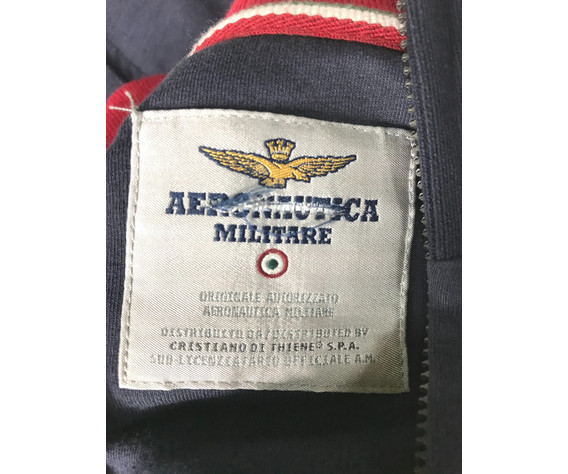 AERONAUTICA
MILITARE
ORIGINALE AUTORIZZATO
AERONAUTICA MILITARE
DISTRIBUITO DA/DISTRIBUTED BY
CRISTIANO DI THIENE® S.P.A.
SUB-LICENZIATARIO UFFICIALE A.M.